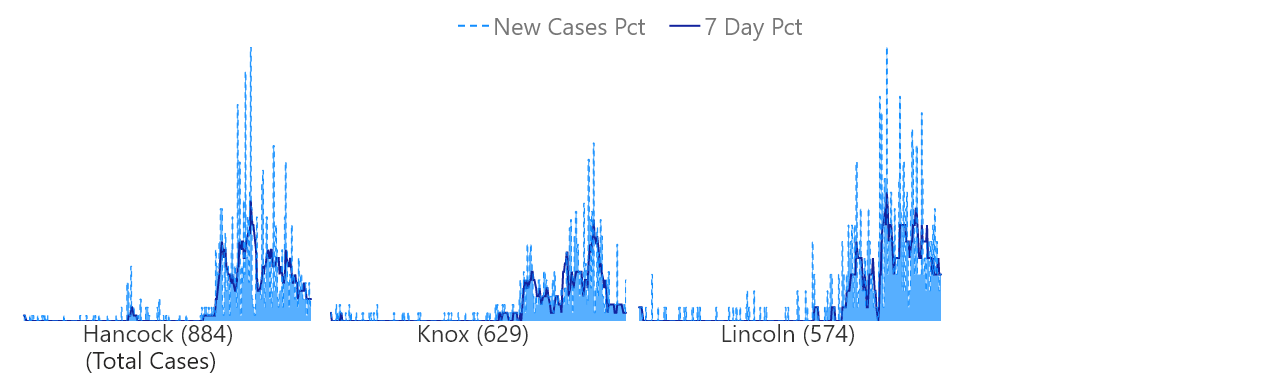 New Cases Pct 7 Day Pct
Hancock (884) Knox (629) Lincoln (574)
(Total Cases)